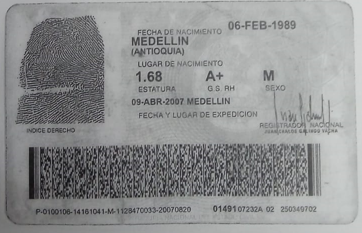 FECHA DE NACIMIENTO 06-FEB-1989
MEDELLIN
(ANTIOQUIA)
LUGAR DE NACIMIENTO
1.68 A+ M
ESTATURA G.S. RH SEXO
09-ABR-2007 MEDELLIN
FECHA Y LUGAR DE EXPEDICION
REGISTRADOR NACIONAL
INDICE DERECHO
P-0100106-14161041-M-1128470033-20070820 01491 07232A 02 250349702